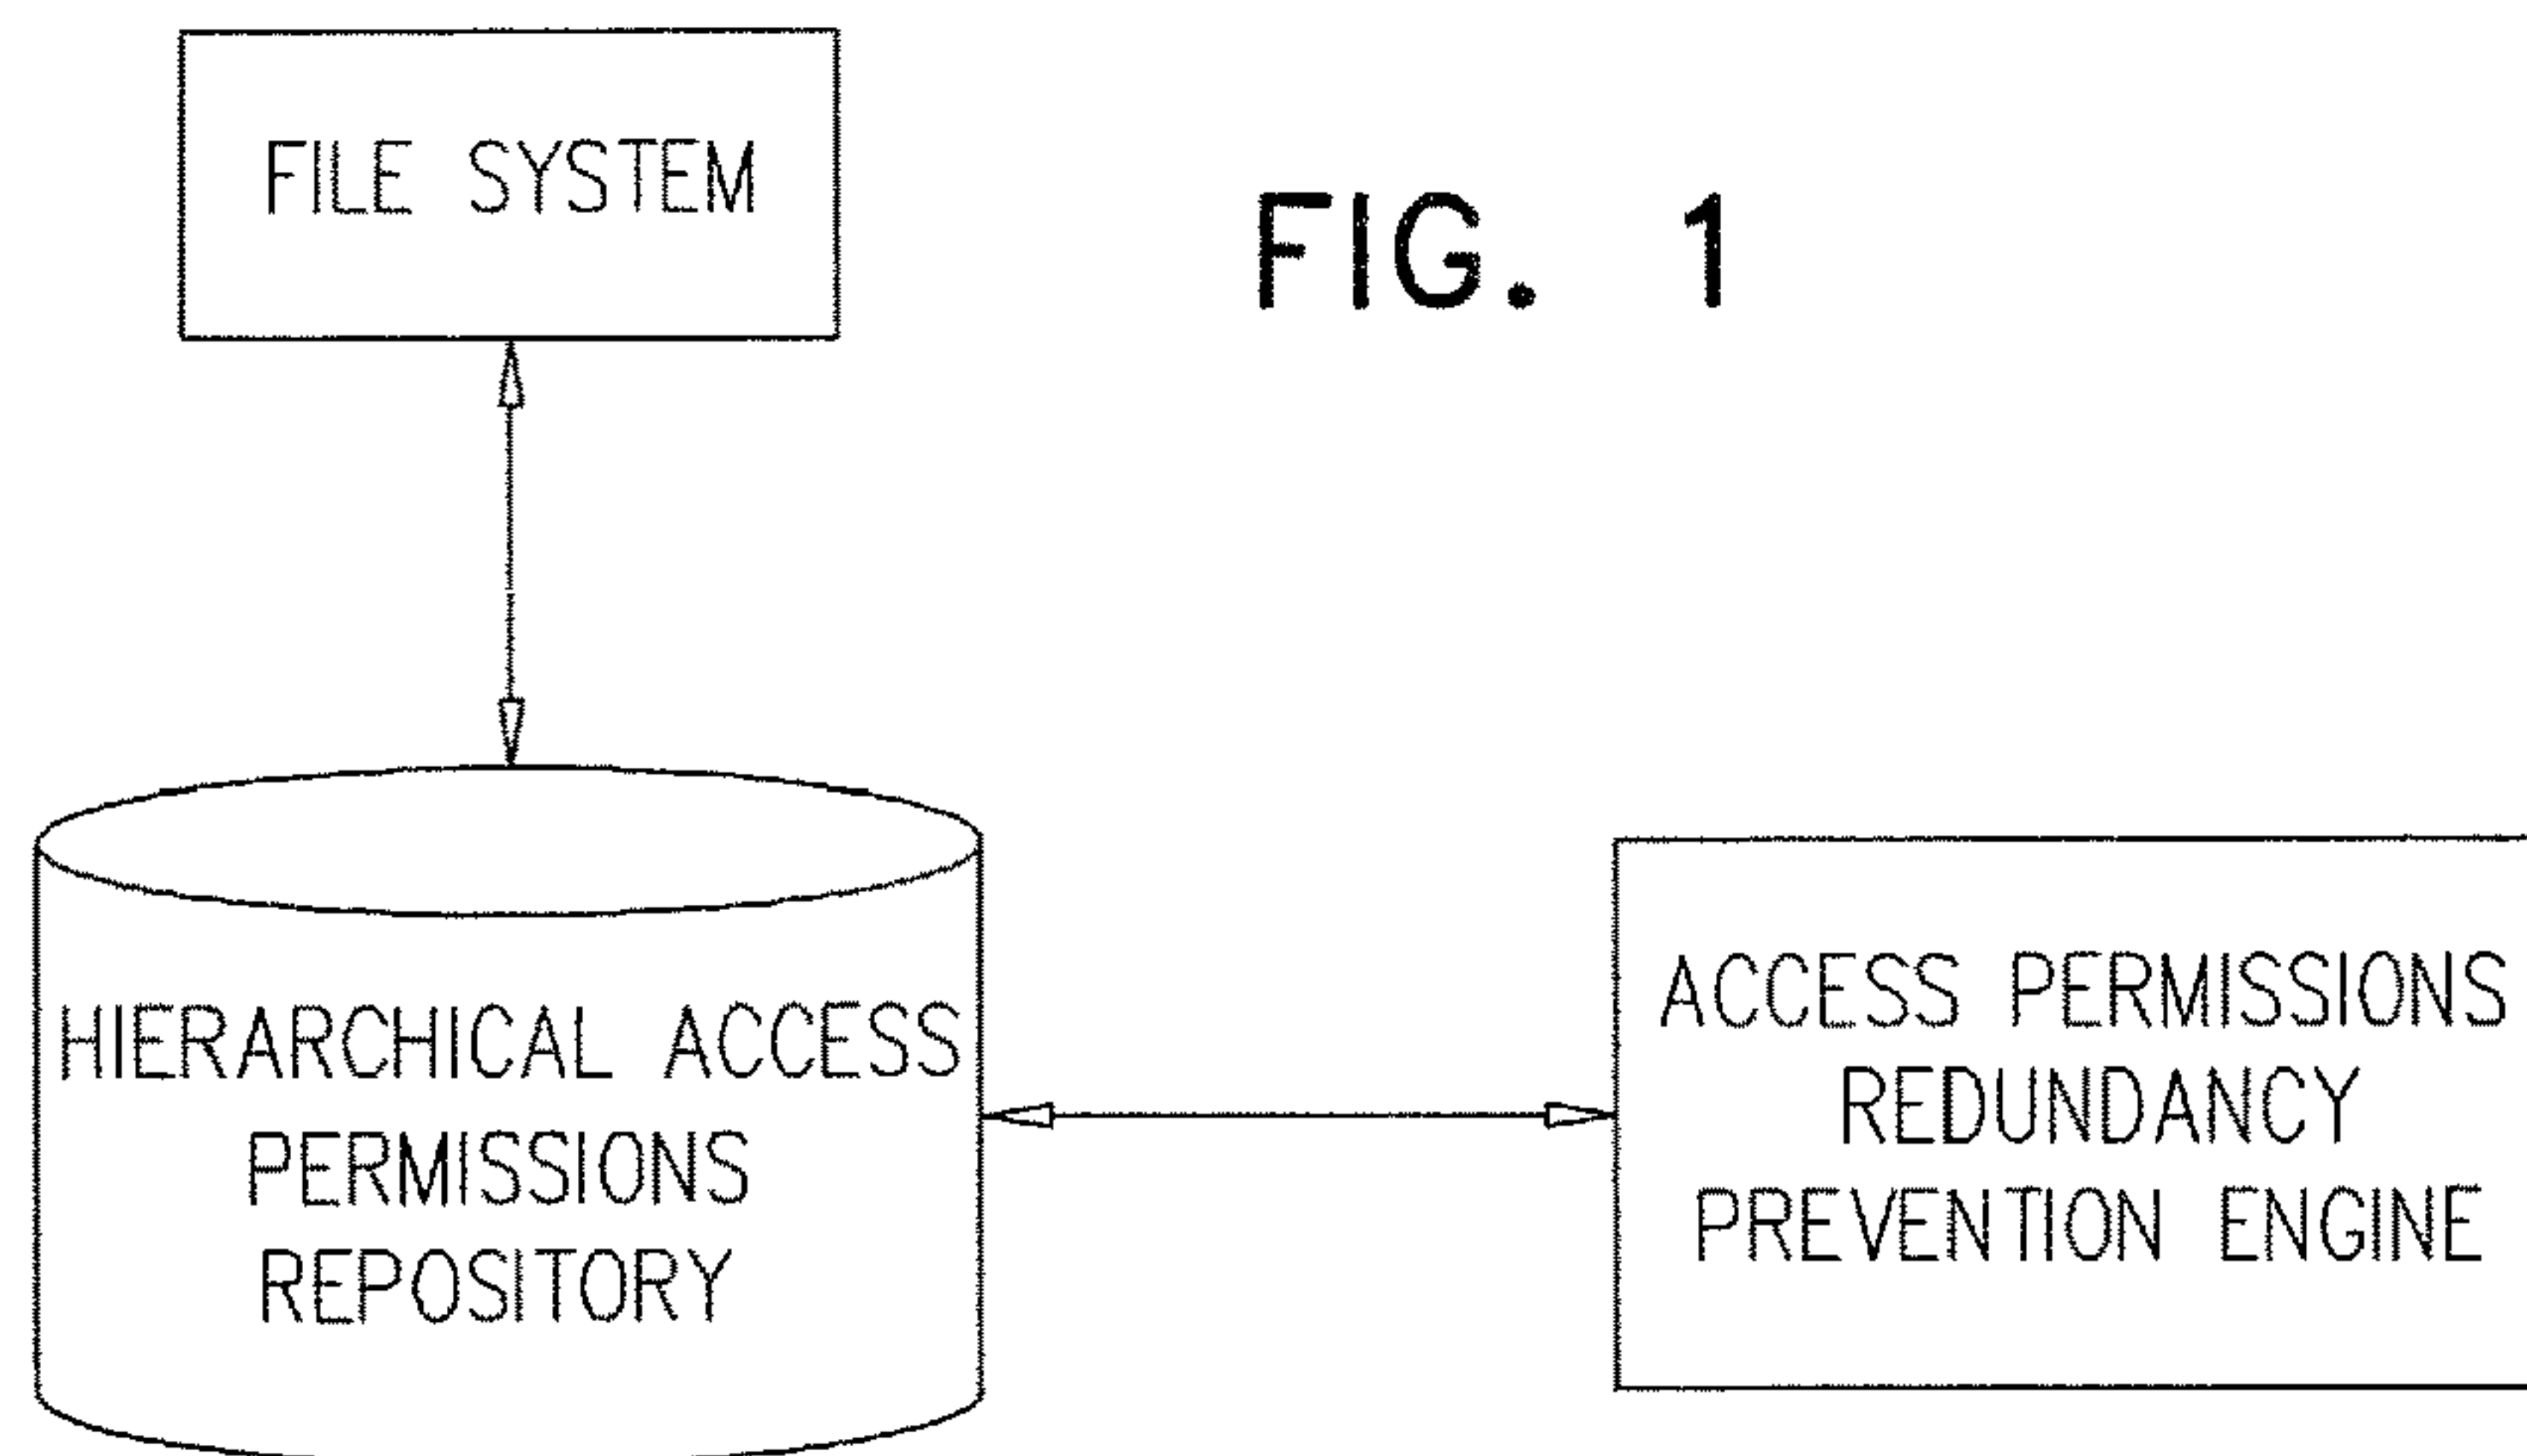 FILE SYSTEM
FIG. 1
HIERARCHICAL ACCESS
PERMISSIONS
REPOSITORY
ACCESS PERMISSIONS
REDUNDANCY
PREVENTION ENGINE